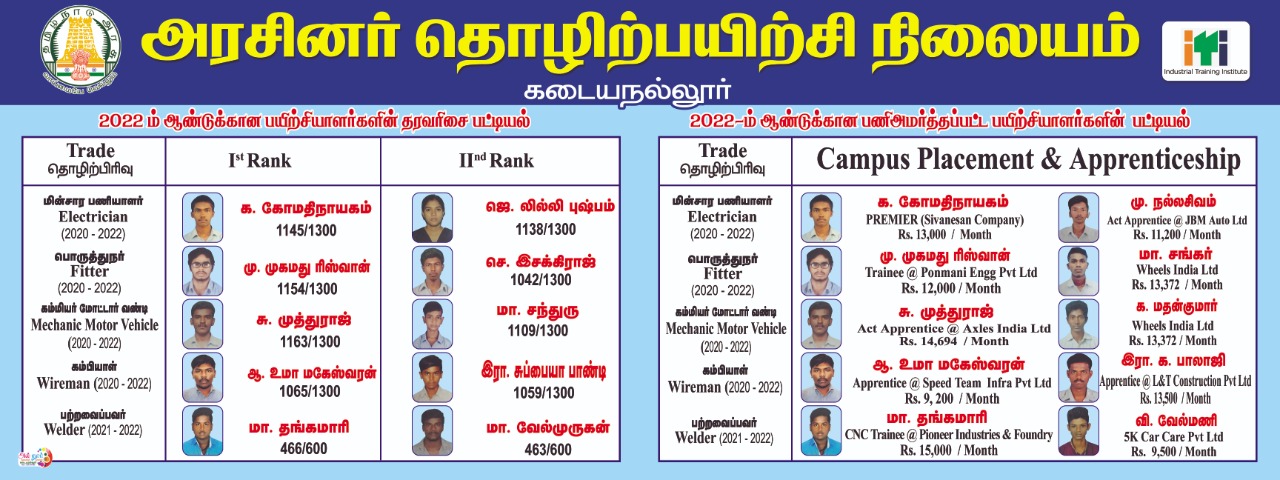 அரசினர் தொழிற்பயிற்சி நிலையம்
கடையநல்லூர்
iTi
Industrial Training Institute
2022 ம் ஆண்டுக்கான பயிற்சியாளர்களின் தரவரிசை பட்டியல்
Trade
தொழிற்பிரிவு
Ist Rank
IInd Rank
மின்சார பணியாளர்
Electrician
(2020 - 2022)
க. கோமதிநாயகம்
1145/1300
ஜெ. லில்லி புஷ்பம்
1138/1300
பொருத்துநர்
Fitter
(2020 - 2022)
மு. முகமது ரிஸ்வான்
1154/1300
செ. இசக்கிராஜ்
1042/1300
கம்மியர் மோட்டார் வண்டி
Mechanic Motor Vehicle
(2020 - 2022)
சு. முத்துராஜ்
1163/1300
மா. சந்துரு
1109/1300
கம்பியாள்
Wireman (2020 - 2022)
ஆ. உமா மகேஸ்வரன்
1065/1300
இரா. சுப்பையா பாண்டி
1059/1300
பற்றவைப்பவர்
Welder (2021 - 2022)
மா. தங்கமாரி
466/600
மா. வேல்முருகன்
463/600
2022-ம் ஆண்டுக்கான பணிஅமர்த்தப்பட்ட பயிற்சியாளர்களின் பட்டியல்
Trade
தொழிற்பிரிவு
Campus Placement & Apprenticeship
மின்சார பணியாளர்
Electrician
(2020 - 2022)
க. கோமதிநாயகம்
PREMIER (Sivanesan Company)
Rs. 13,000 / Month
மு. நல்லசிவம்
Act Apprentice @ JBM Auto Ltd
Rs. 11,200 / Month
பொருத்துநர்
Fitter
(2020 - 2022)
மு. முகமது ரிஸ்வான்
Trainee @ Ponmani Engg Pvt Ltd
Rs. 12,000 / Month
மா. சங்கர்
Wheels India Ltd
Rs. 13,372 / Month
கம்மியர் மோட்டார் வண்டி
Mechanic Motor Vehicle
(2020 - 2022)
சு. முத்துராஜ்
Act Apprentice @ Axles India Ltd
Rs. 14,694 / Month
க. மதன்குமார்
Wheels India Ltd
Rs. 13,372 / Month
கம்பியாள்
Wireman (2020 - 2022)
ஆ. உமா மகேஸ்வரன்
Apprentice @ Speed Team Infra Pvt Ltd
Rs. 9, 200 / Month
இரா. க. பாலாஜி
Apprentice @ L&T Construction Pvt Ltd
Rs. 13,500 / Month
பற்றவைப்பவர்
Welder (2021 - 2022)
மா. தங்கமாரி
CNC Trainee @ Pioneer Industries & Foundry
Rs. 15,000 / Month
வி. வேல்மணி
5K Car Care Pvt Ltd
Rs. 9,500 / Month